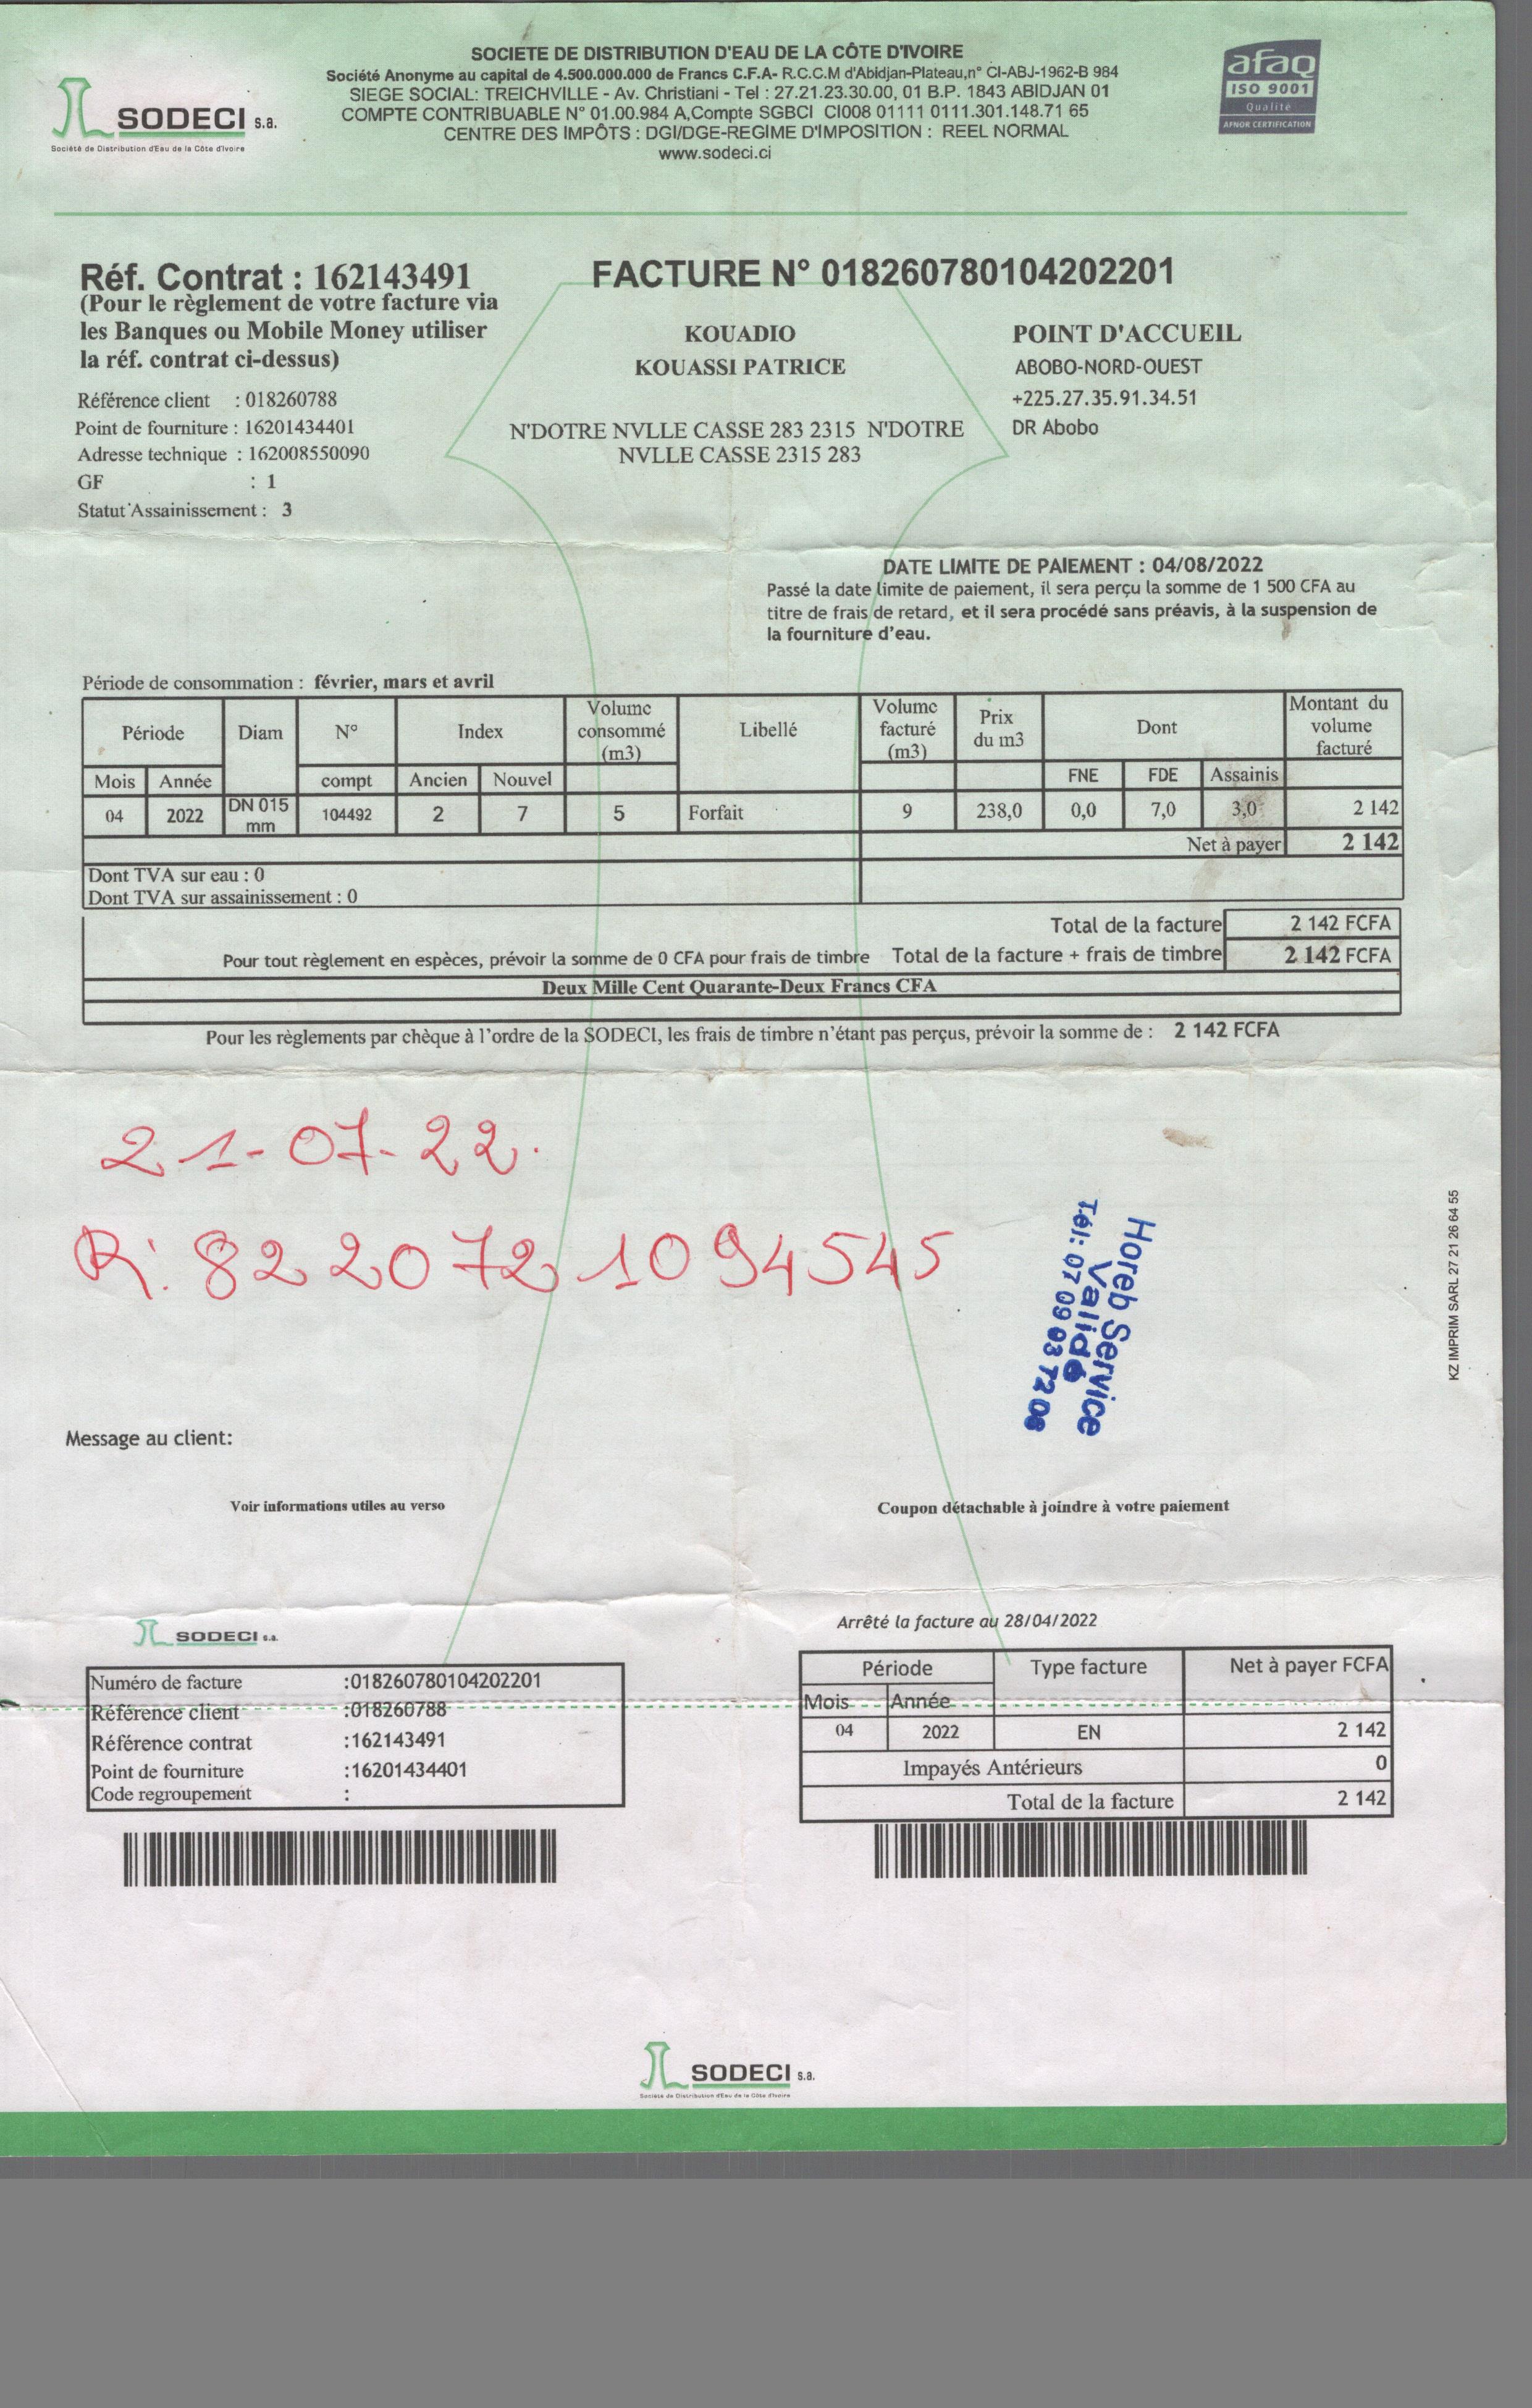 SODECI s.a.
Société de Distribution d'Eau de la Côte d'Ivoire
SOCIETE DE DISTRIBUTION D'EAU DE LA CÔTE D'IVOIRE
Société Anonyme au capital de 4.500.000.000 de Francs C.F.A- R.C.C.M d'Abidjan-Plateau,n° CI-ABJ-1962-B 984
SIEGE SOCIAL: TREICHVILLE - Av. Christiani - Tel : 27.21.23.30.00, 01 B.P. 1843 ABIDJAN 01
COMPTE CONTRIBUABLE N° 01.00.984 A,Compte SGBCI CI008 01111 0111.301.148.71 65
CENTRE DES IMPÔTS : DGI/DGE-REGIME D'IMPOSITION : REEL NORMAL
www.sodeci.ci
afaq
ISO 9001
Qualité
AFNOR CERTIFICATION
Réf. Contrat : 162143491
(Pour le règlement de votre facture via
les Banques ou Mobile Money utiliser
la réf. contrat ci-dessus)
Référence client : 018260788
Point de fourniture : 16201434401
Adresse technique : 162008550090
GF : 1
Statut Assainissement : 3
FACTURE N° 018260780104202201
KOUADIO
KOUASSI PATRICE
N'DOTRE NVLLE CASSE 283 2315 N'DOTRE
NVLLE CASSE 2315 283
POINT D'ACCUEIL
ABOBO-NORD-OUEST
+225.27.35.91.34.51
DR Abobo
DATE LIMITE DE PAIEMENT : 04/08/2022
Passé la date limite de paiement, il sera perçu la somme de 1 500 CFA au
titre de frais de retard, et il sera procédé sans préavis, à la suspension de
la fourniture d'eau.
Période de consommation : février, mars et avril
Période Diam N° Index Volume consommé (m3) Libellé Volume facturé (m3) Prix du m3 Dont Montant du volume facturé
Mois Année compt Ancien Nouvel FNE FDE Assainis
04 2022 DN 015 mm 104492 2 7 5 Forfait 9 238,0 0,0 7,0 3,0 2 142
Net à payer 2 142
Dont TVA sur eau : 0
Dont TVA sur assainissement : 0
Total de la facture 2 142 FCFA
Pour tout règlement en espèces, prévoir la somme de 0 CFA pour frais de timbre Total de la facture + frais de timbre 2 142 FCFA
Deux Mille Cent Quarante-Deux Francs CFA
Pour les règlements par chèque à l'ordre de la SODECI, les frais de timbre n'étant pas perçus, prévoir la somme de : 2 142 FCFA
21-07-22.
R: 8220721094545
Horeb Service
Validé
Tél: 07 09 03 72 08
KZ IMPRIM SARL 27 21 26 64 55
Message au client:
Voir informations utiles au verso
Coupon détachable à joindre à votre paiement
SODECI s.a.
Numéro de facture :018260780104202201
Référence client :018260788
Référence contrat :162143491
Point de fourniture :16201434401
Code regroupement :
Arrêté la facture au 28/04/2022
Période Type facture Net à payer FCFA
Mois Année
04 2022 EN 2 142
Impayés Antérieurs 0
Total de la facture 2 142
SODECI s.a.
Société de Distribution d'Eau de la Côte d'Ivoire